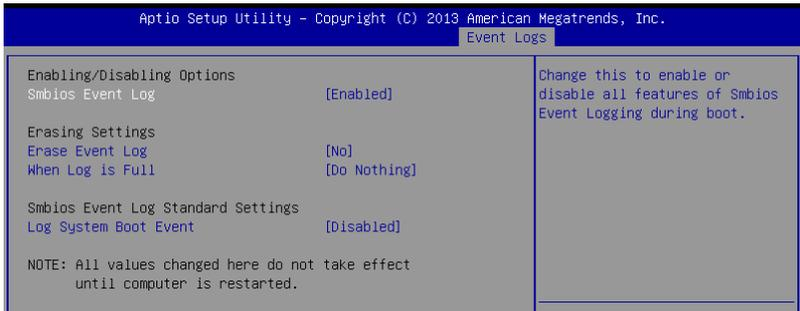 Aptio Setup Utility – Copyright (C) 2013 American Megatrends, Inc.
Event Logs
Enabling/Disabling Options
Smbios Event Log [Enabled]
Erasing Settings
Erase Event Log [No]
When Log is Full [Do Nothing]
Smbios Event Log Standard Settings
Log System Boot Event [Disabled]
NOTE: All values changed here do not take effect
until computer is restarted.
Change this to enable or
disable all features of Smbios
Event Logging during boot.